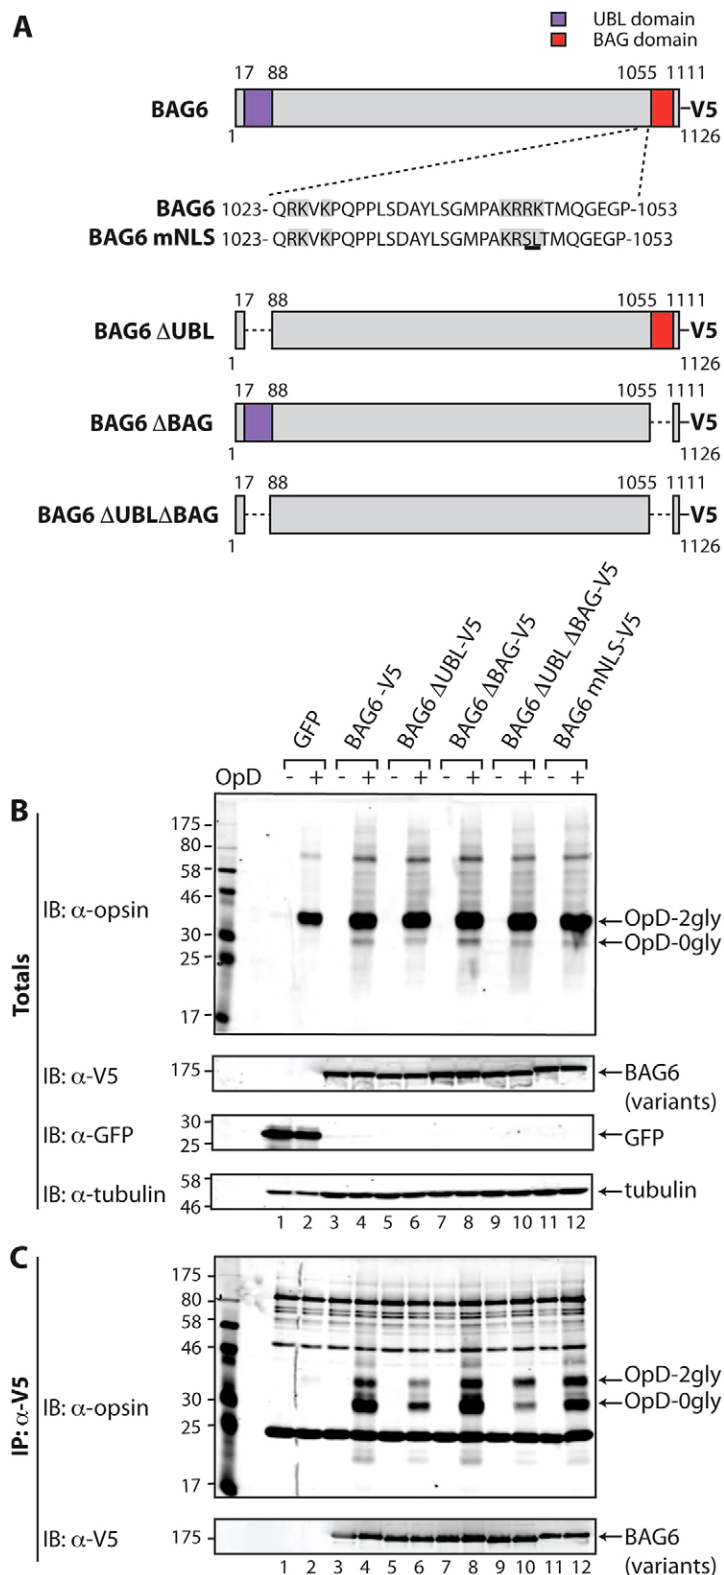 A
UBL domain
BAG domain
17 88 1055 1111
BAG6 V5
1 1126
BAG6 1023- QRKVKPQPPLSDAYLSGMPAKRRKTMQGEGP-1053
BAG6 mNLS 1023- QRKVKPQPPLSDAYLSGMPAKRSLTMQGEGP-1053
17 88 1055 1111
BAG6 ΔUBL V5
1 1126
17 88 1055 1111
BAG6 ΔBAG V5
1 1126
17 88 1055 1111
BAG6 ΔUBLΔBAG V5
1 1126
GFP
BAG6 -V5
BAG6 ΔUBL-V5
BAG6 ΔBAG-V5
BAG6 ΔUBL ΔBAG-V5
BAG6 mNLS-V5
OpD - + - + - + - + - + - +
B
Totals
IB: α-opsin
175
80
58
46
30
25
17
OpD-2gly
OpD-0gly
IB: α-V5 175 BAG6
(variants)
IB: α-GFP
30
25
GFP
IB: α-tubulin
58
46
tubulin
1 2 3 4 5 6 7 8 9 10 11 12
C
IP: α-V5
IB: α-opsin
175
80
58
46
30
25
17
OpD-2gly
OpD-0gly
IB: α-V5 175 BAG6
(variants)
1 2 3 4 5 6 7 8 9 10 11 12